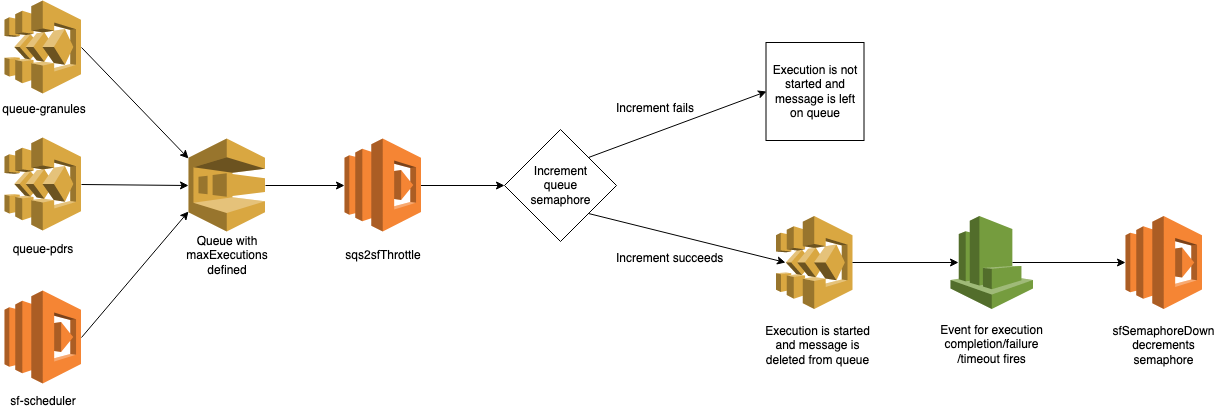 queue-granules
queue-pdrs
sf-scheduler
Queue with
maxExecutions
defined
sqs2sfThrottle
Increment
queue
semaphore
Increment fails
Execution is not
started and
message is left
on queue
Increment succeeds
Execution is started
and message is
deleted from queue
Event for execution
completion/failure
/timeout fires
sfSemaphoreDown
decrements
semaphore